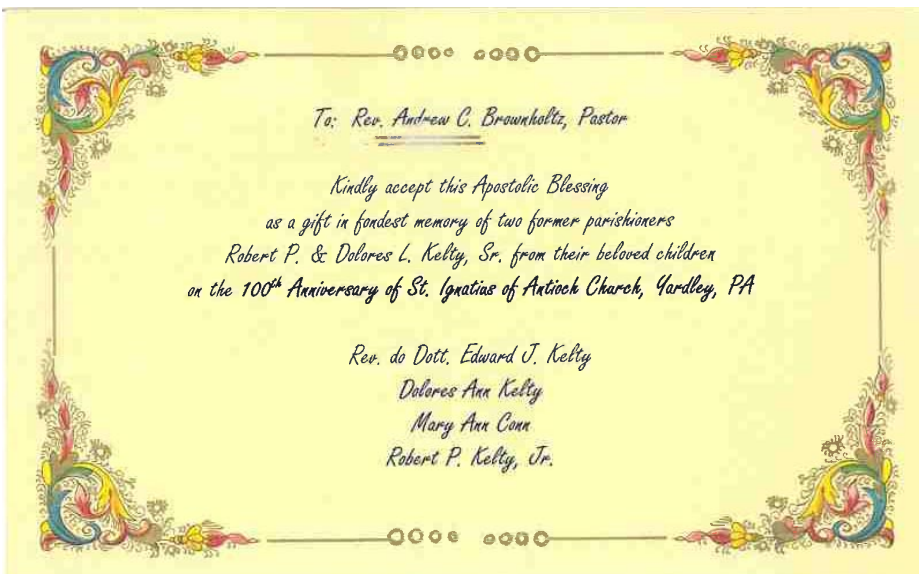 To: Rev. Andrew C. Brownholtz, Pastor
Kindly accept this Apostolic Blessing
as a gift in fondest memory of two former parishioners
Robert P. & Dolores L. Kelty, Sr. from their beloved children
on the 100th Anniversary of St. Ignatius of Antioch Church, Yardley, PA
Rev. do Dott. Edward J. Kelty
Dolores Ann Kelty
Mary Ann Conn
Robert P. Kelty, Jr.